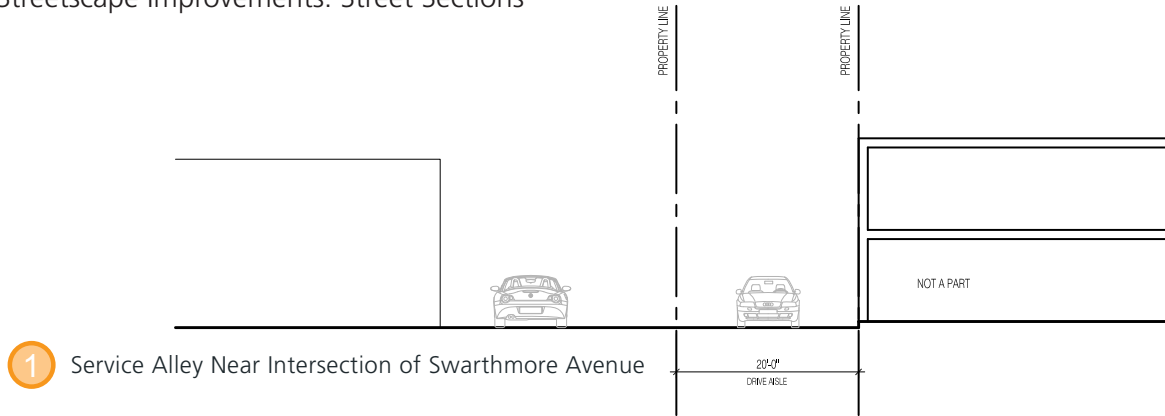 Streetscape Improvements: Street Sections
PROPERTY LINE
PROPERTY LINE
NOT A PART
1 Service Alley Near Intersection of Swarthmore Avenue
20'-0"
DRIVE AISLE